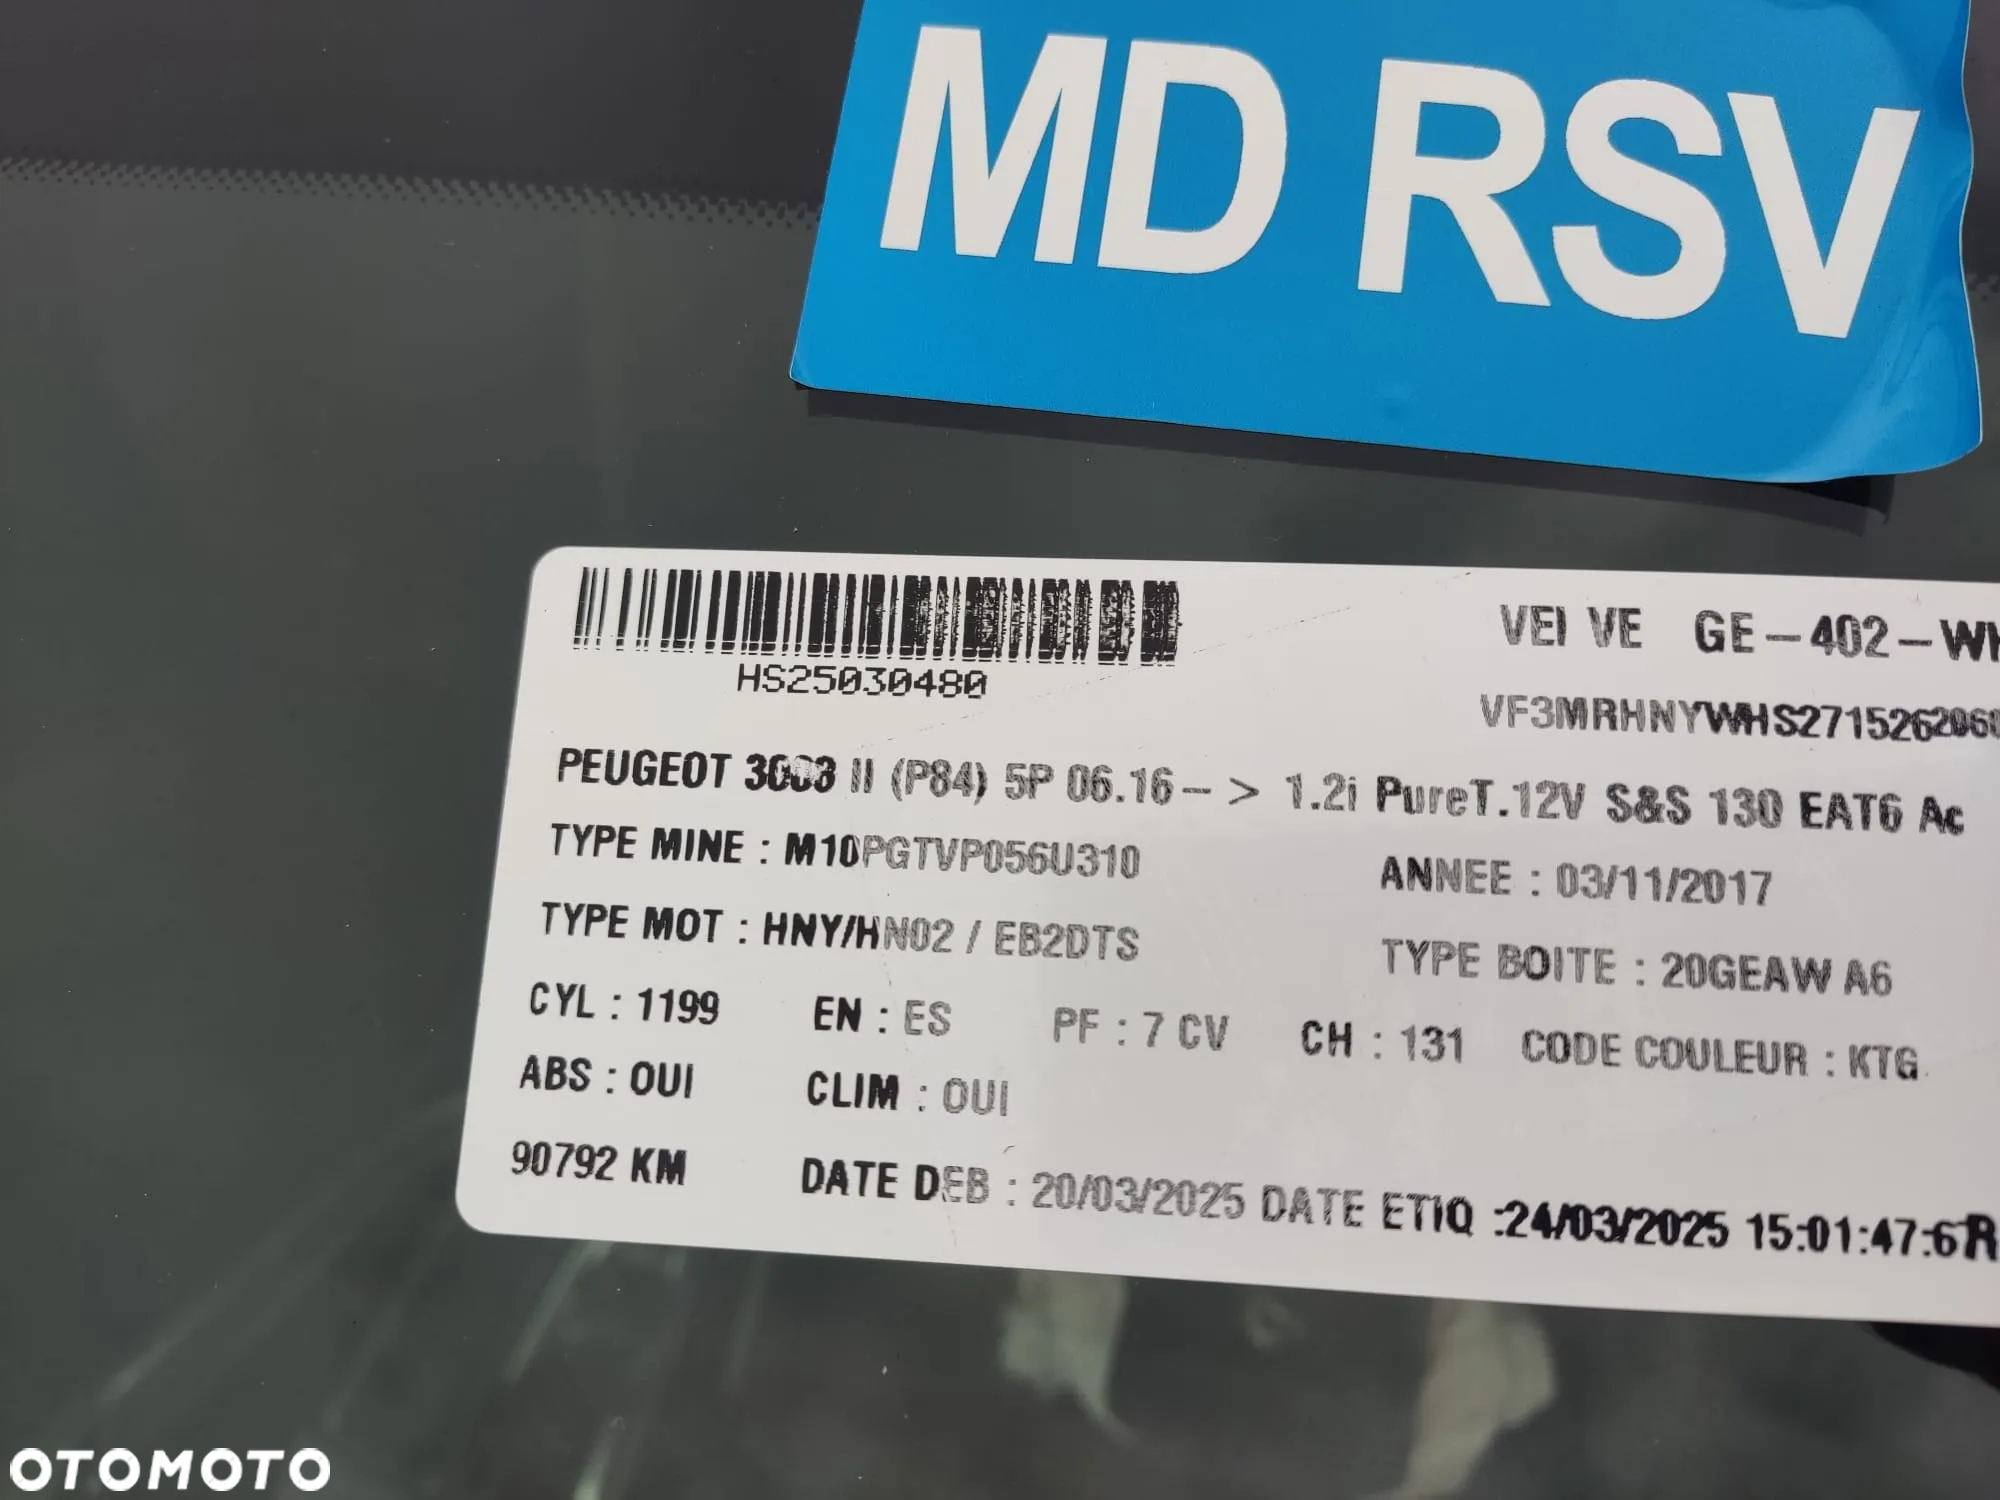 MD RSV
HS25030480
VEI VE GE-402-WH
VF3MRHNYWHS271526206
PEUGEOT 3008 II (P84) 5P 06.16--> 1.2i PureT.12V S&S 130 EAT6 Ac
TYPE MINE : M10PGTVP056U310
ANNEE : 03/11/2017
TYPE MOT : HNY/HN02 / EB2DTS
TYPE BOITE : 20GEAW A6
CYL : 1199 EN : ES PF : 7 CV CH : 131 CODE COULEUR : KTG
ABS : OUI CLIM : OUI
90792 KM DATE DEB : 20/03/2025 DATE ETIQ :24/03/2025 15:01:47:6
OTOMOTO